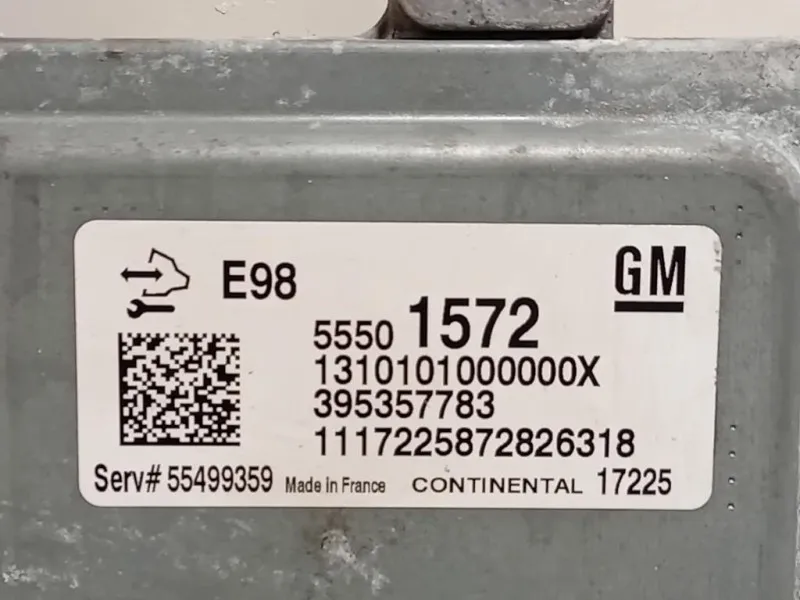 E98
GM
5550 1572
1310101000000X
395357783
1117225872826318
Serv# 55499359 Made in France CONTINENTAL 17225